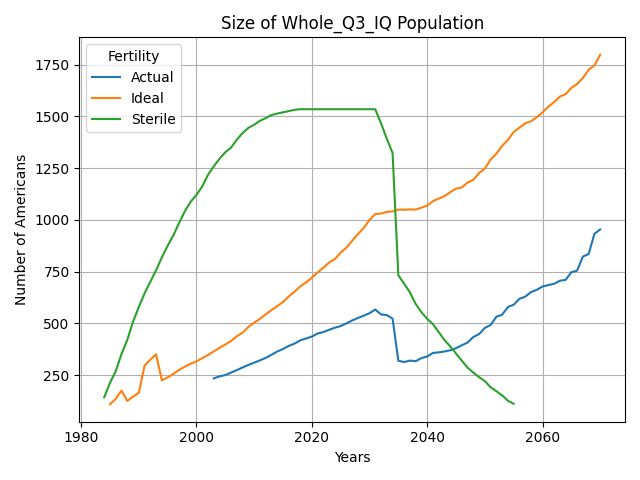 Size of Whole_Q3_IQ Population
Fertility
Actual
Ideal
Sterile
Number of Americans
1750
1500
1250
1000
750
500
250
1980
2000
2020
2040
2060
Years